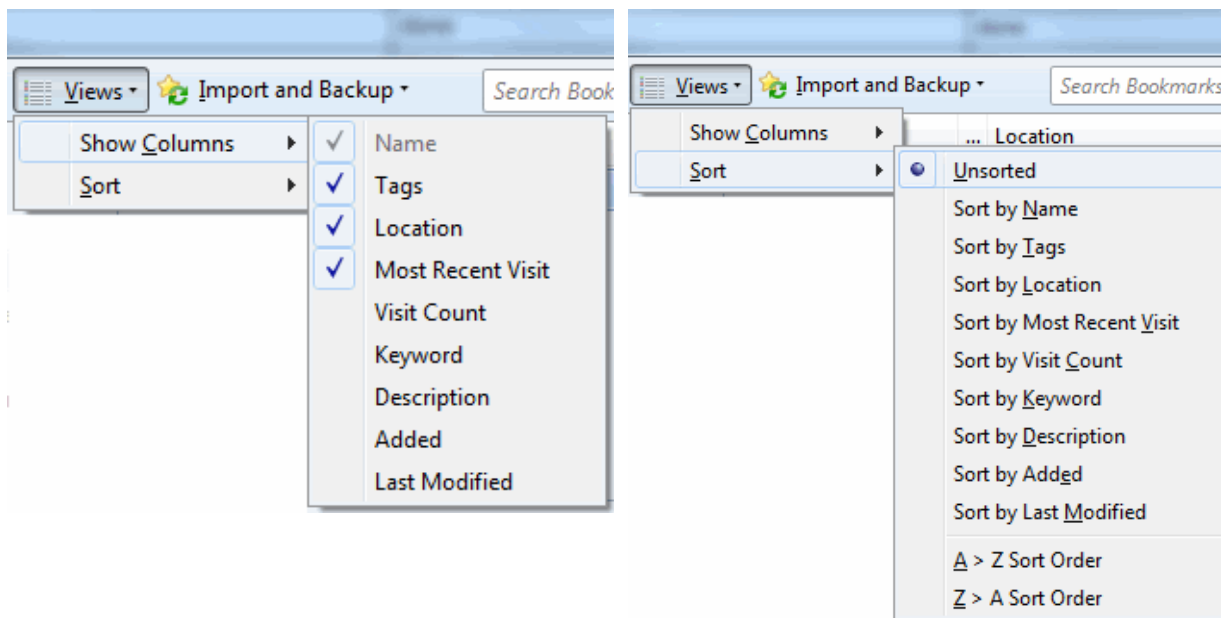 Views Import and Backup Search Book
Show Columns
Sort
Name
Tags
Location
Most Recent Visit
Visit Count
Keyword
Description
Added
Last Modified
Views Import and Backup Search Bookmarks
Show Columns
Sort
... Location
Unsorted
Sort by Name
Sort by Tags
Sort by Location
Sort by Most Recent Visit
Sort by Visit Count
Sort by Keyword
Sort by Description
Sort by Added
Sort by Last Modified
A > Z Sort Order
Z > A Sort Order